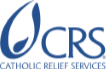 CRS
CATHOLIC RELIEF SERVICES